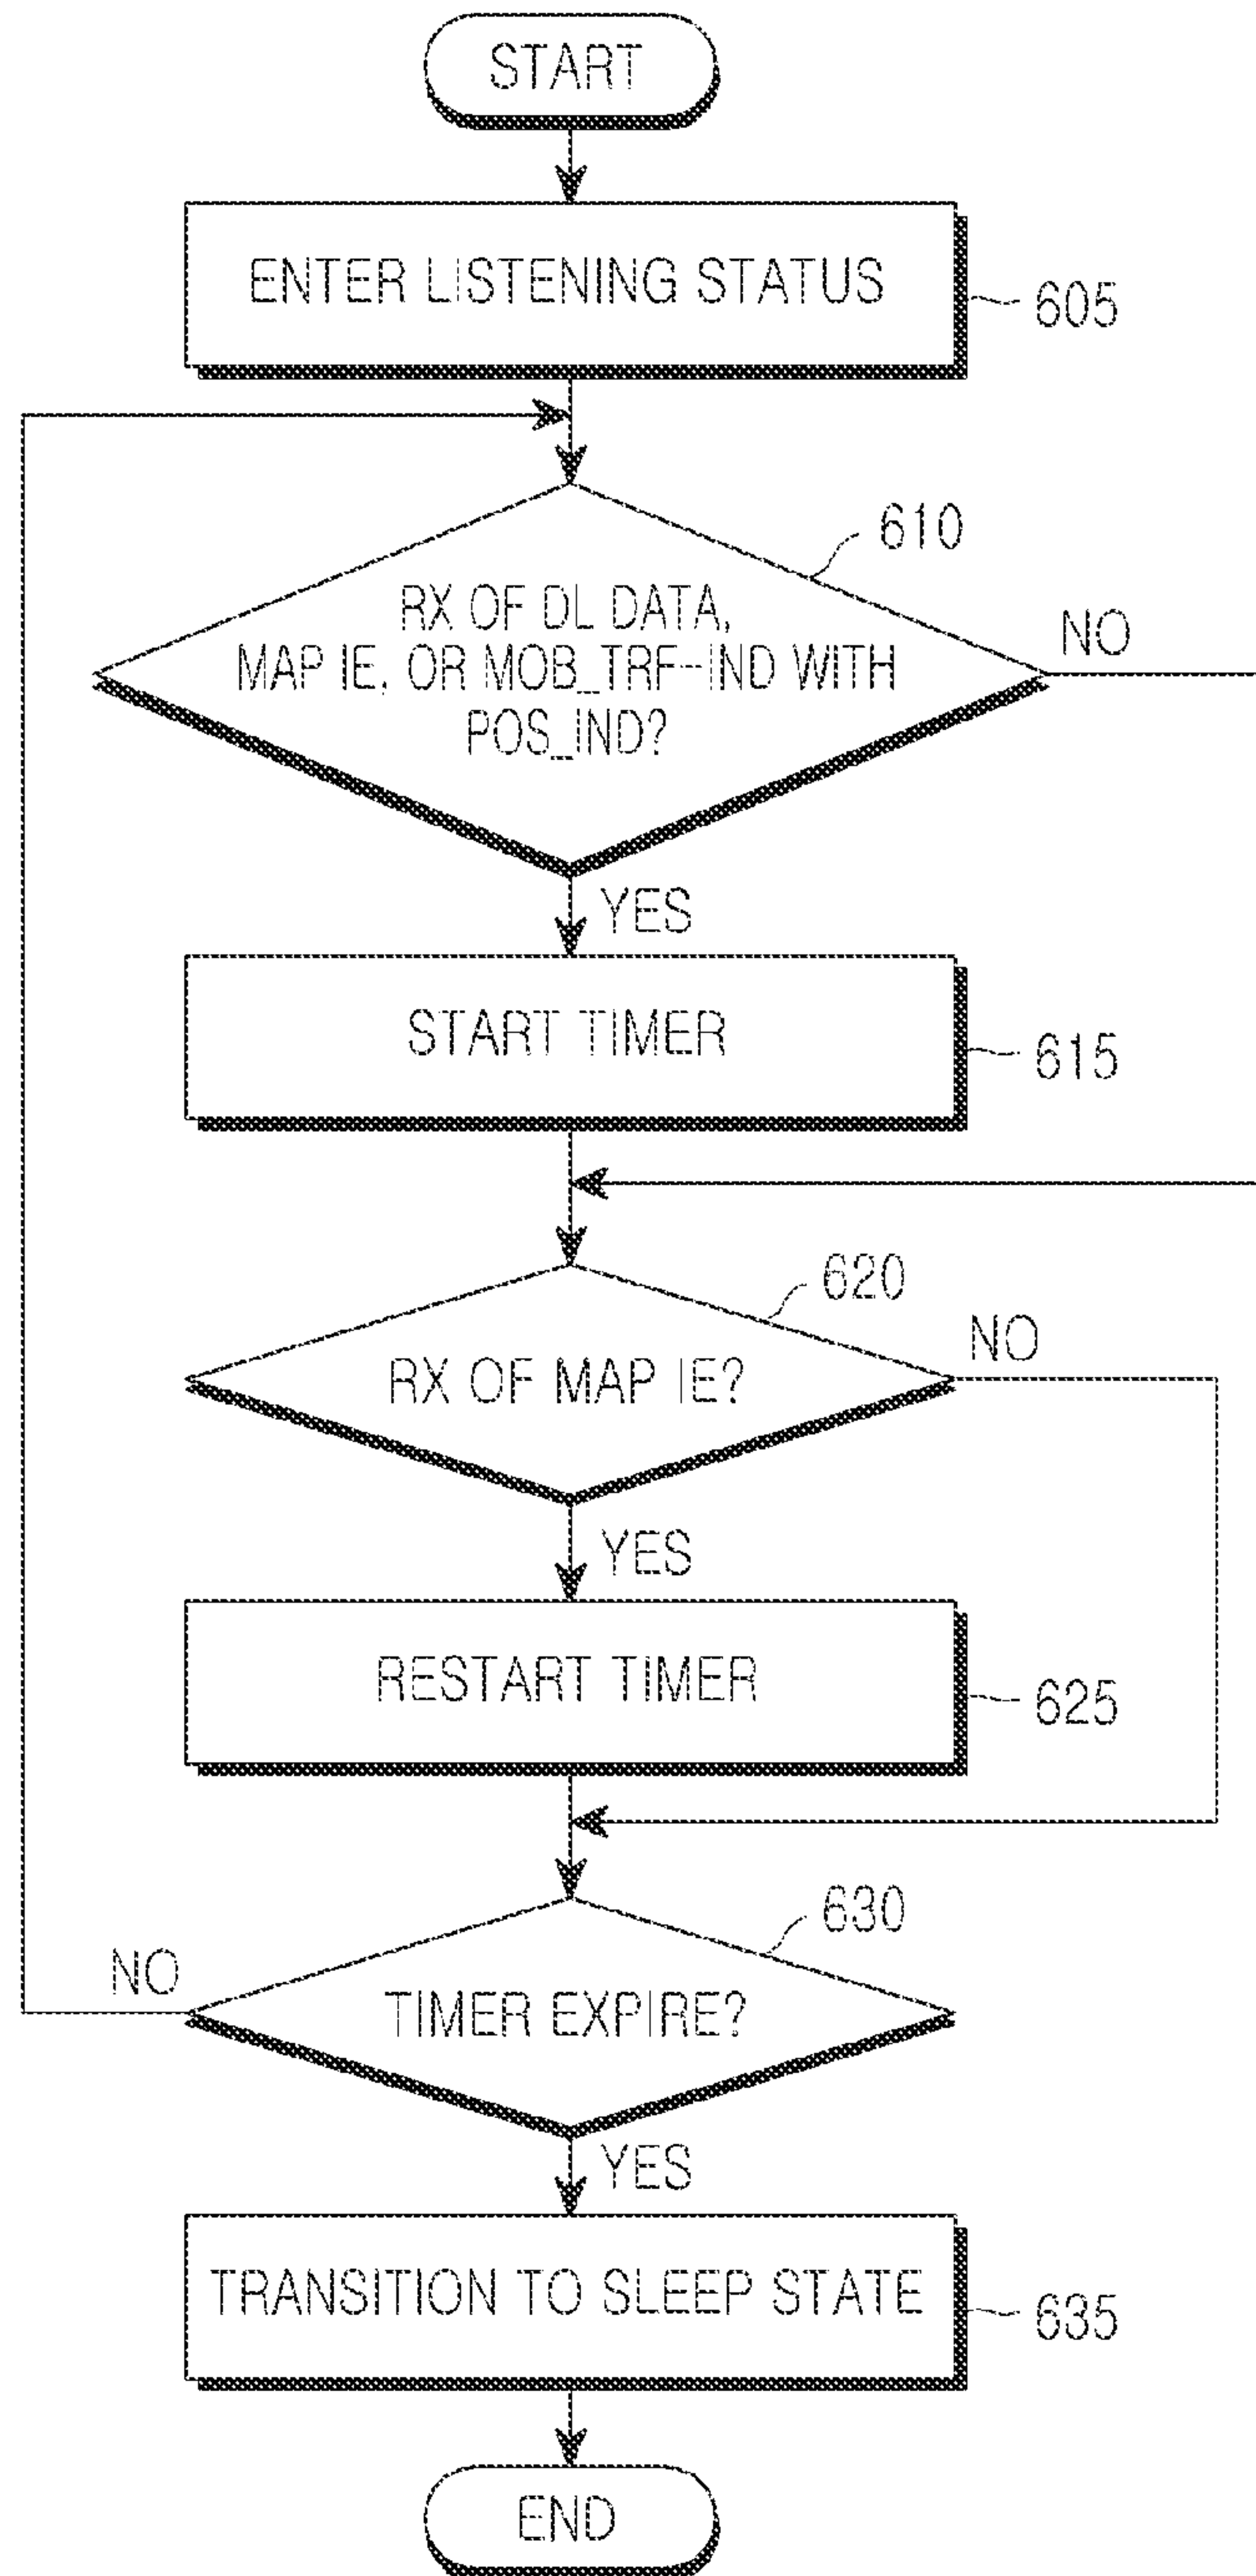 START
ENTER LISTENING STATUS
605
610
RX OF DL DATA,
MAP IE, OR MOB_TRF-IND WITH
POS_IND?
NO
YES
START TIMER
615
620
RX OF MAP IE?
NO
YES
RESTART TIMER
625
630
NO
TIMER EXPIRE?
YES
TRANSITION TO SLEEP STATE
635
END